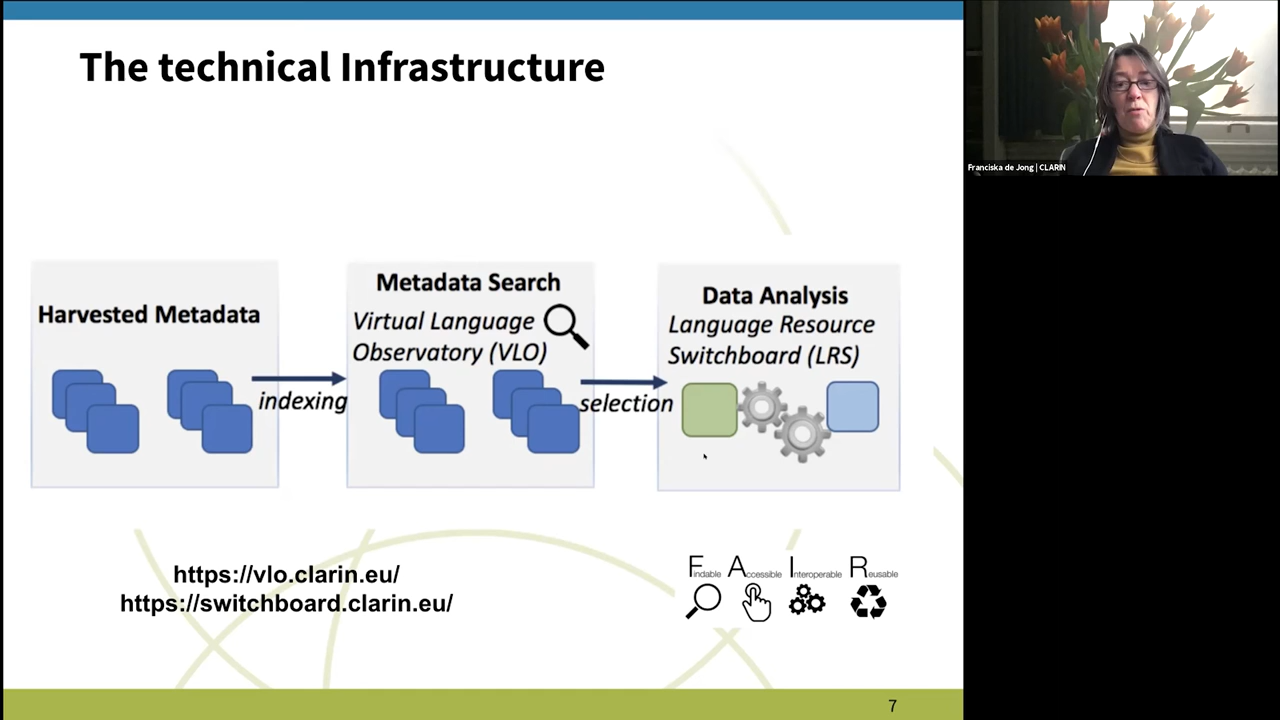 The technical Infrastructure
Franciska de Jong | CLARIN
Harvested Metadata
indexing
Metadata Search
Virtual Language
Observatory (VLO)
selection
Data Analysis
Language Resource
Switchboard (LRS)
https://vlo.clarin.eu/
https://switchboard.clarin.eu/
Findable Accessible Interoperable Reusable
7